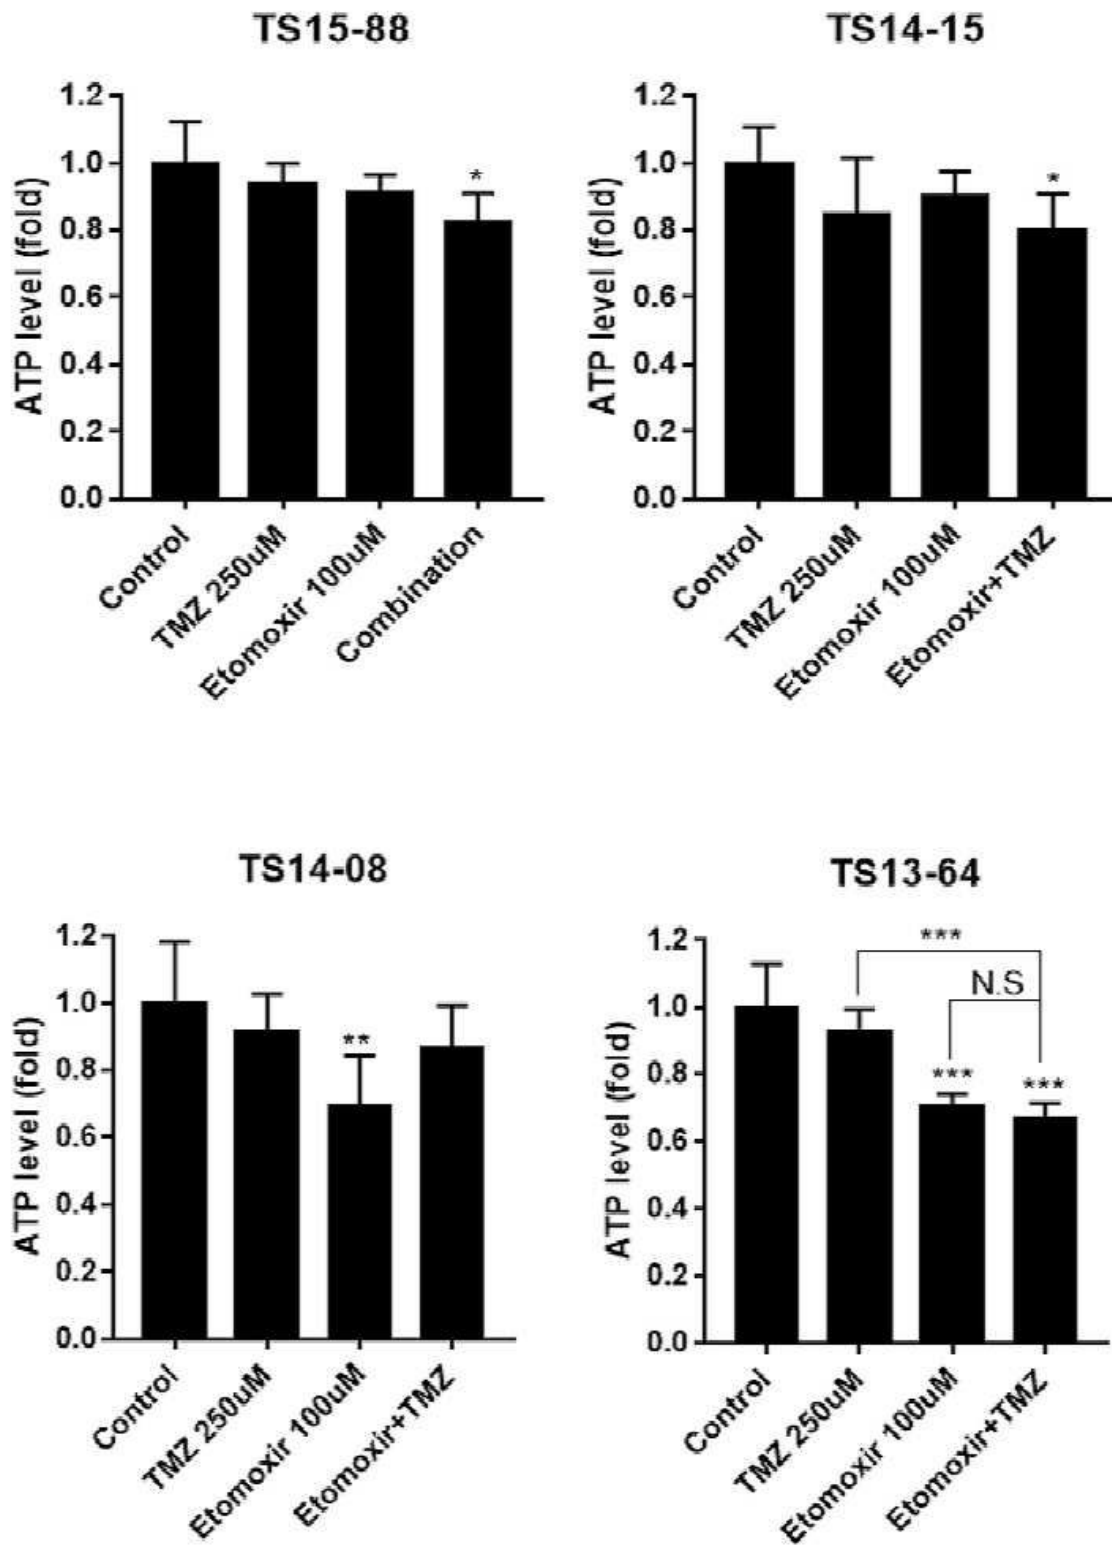 TS15-88
ATP level (fold)
1.2
1.0
0.8
0.6
0.4
0.2
0.0
*
Control
TMZ 250uM
Etomoxir 100uM
Combination
TS14-15
ATP level (fold)
1.2
1.0
0.8
0.6
0.4
0.2
0.0
*
Control
TMZ 250uM
Etomoxir 100uM
Etomoxir+TMZ
TS14-08
ATP level (fold)
1.2
1.0
0.8
0.6
0.4
0.2
0.0
**
Control
TMZ 250uM
Etomoxir 100uM
Etomoxir+TMZ
TS13-64
ATP level (fold)
1.2
1.0
0.8
0.6
0.4
0.2
0.0
***
N.S
***
***
Control
TMZ 250uM
Etomoxir 100uM
Etomoxir+TMZ